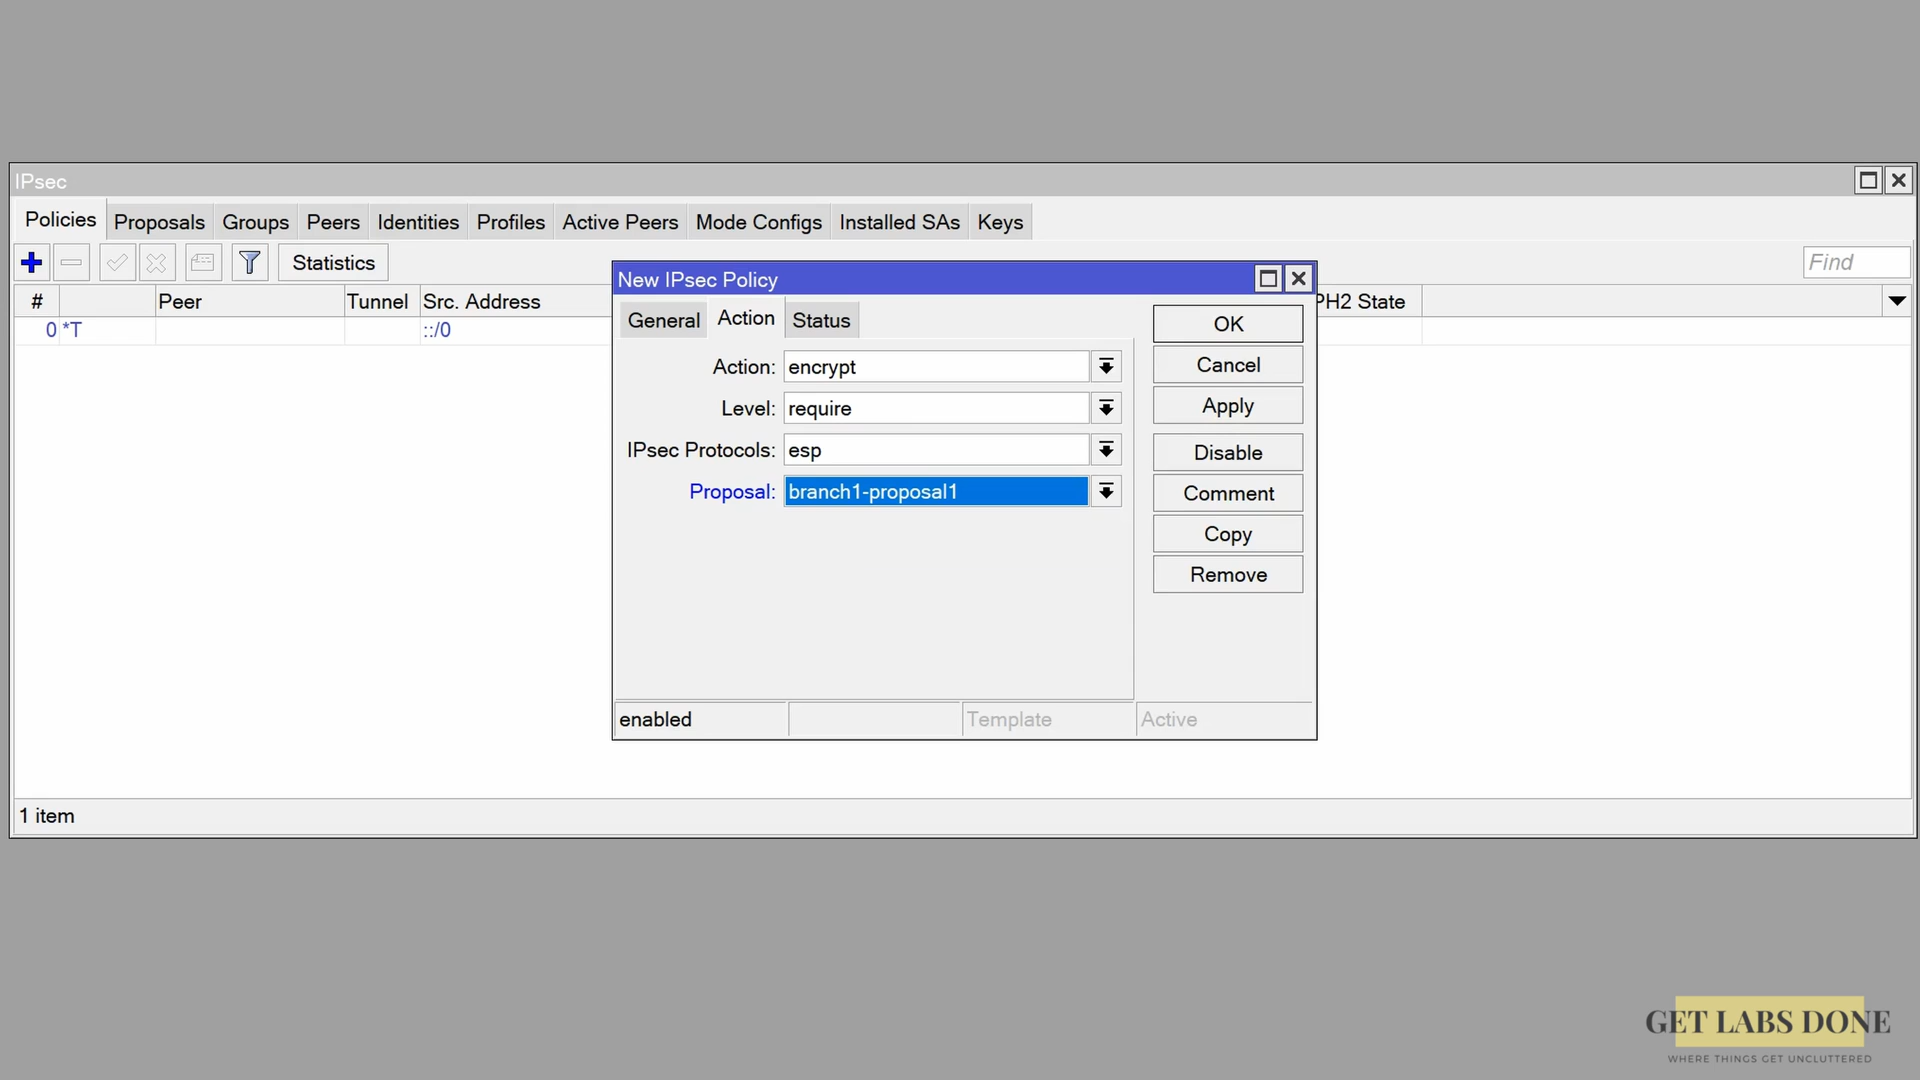 IPsec
Policies Proposals Groups Peers Identities Profiles Active Peers Mode Configs Installed SAs Keys
Statistics
Find
# Peer Tunnel Src. Address PH2 State
0 *T ::/0
New IPsec Policy
General Action Status
Action: encrypt
Level: require
IPsec Protocols: esp
Proposal: branch1-proposal1
OK
Cancel
Apply
Disable
Comment
Copy
Remove
enabled Template Active
1 item
GET LABS DONE
WHERE THINGS GET UNCLUTTERED